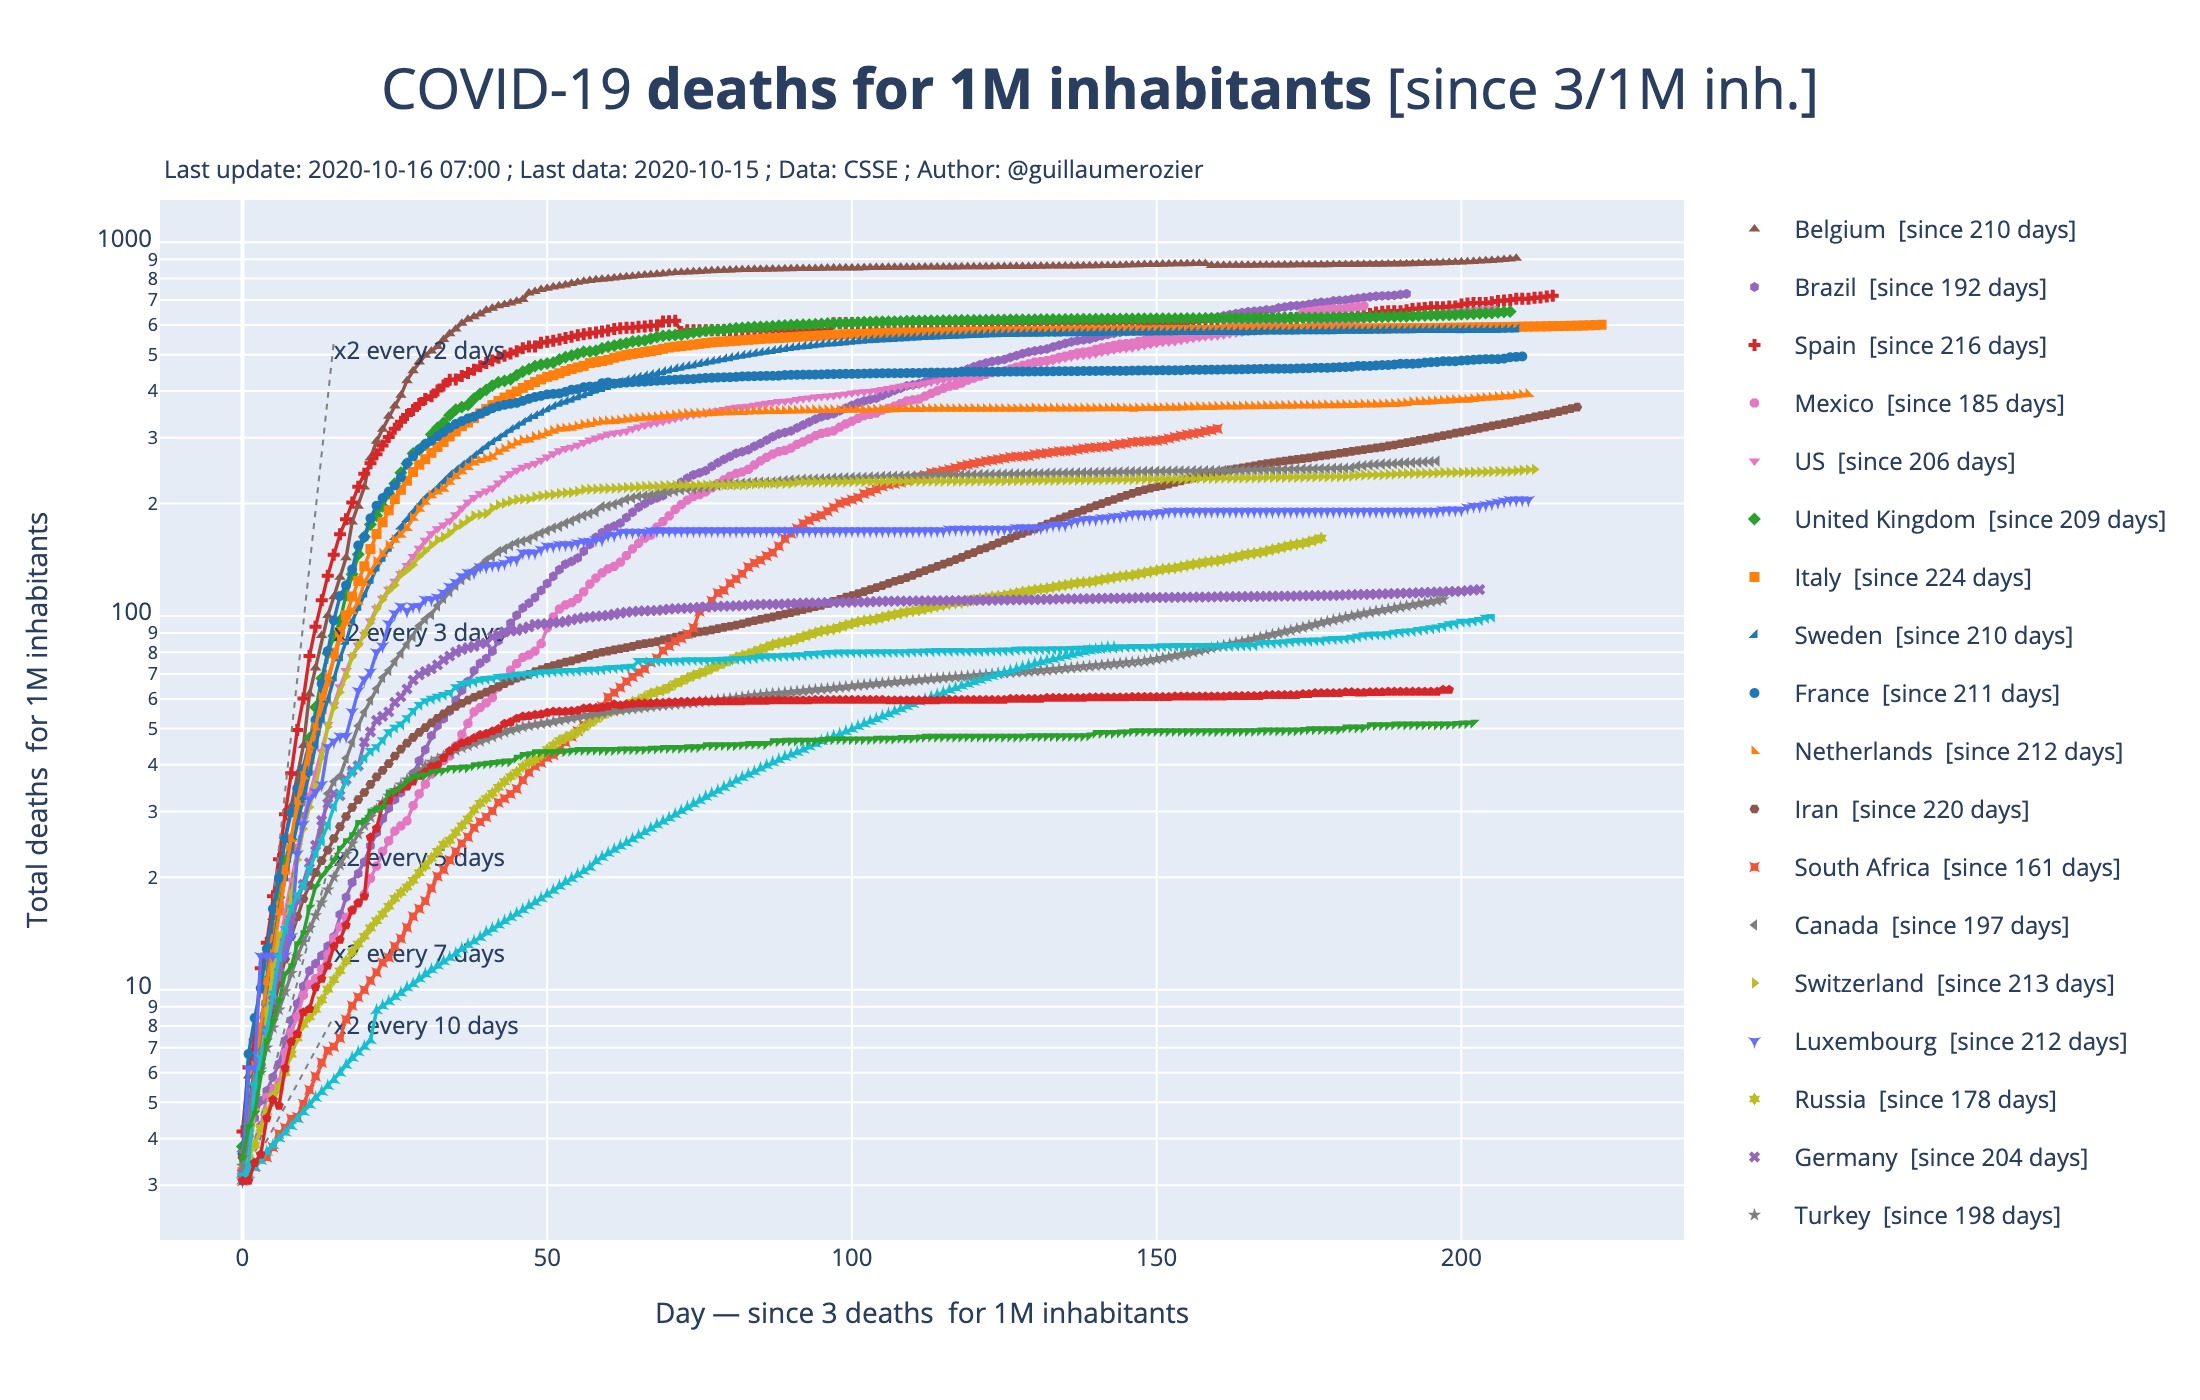 COVID-19 deaths for 1M inhabitants [since 3/1M inh.]
Last update: 2020-10-16 07:00 ; Last data: 2020-10-15 ; Data: CSSE ; Author: @guillaumerozier
Total deaths for 1M inhabitants
1000
9
8
7
6
5
4
3
2
100
9
8
7
6
5
4
3
2
10
9
8
7
6
5
4
3
x2 every 2 days
x2 every 3 days
x2 every 5 days
x2 every 7 days
x2 every 10 days
0 50 100 150 200
Day — since 3 deaths for 1M inhabitants
Belgium [since 210 days]
Brazil [since 192 days]
Spain [since 216 days]
Mexico [since 185 days]
US [since 206 days]
United Kingdom [since 209 days]
Italy [since 224 days]
Sweden [since 210 days]
France [since 211 days]
Netherlands [since 212 days]
Iran [since 220 days]
South Africa [since 161 days]
Canada [since 197 days]
Switzerland [since 213 days]
Luxembourg [since 212 days]
Russia [since 178 days]
Germany [since 204 days]
Turkey [since 198 days]